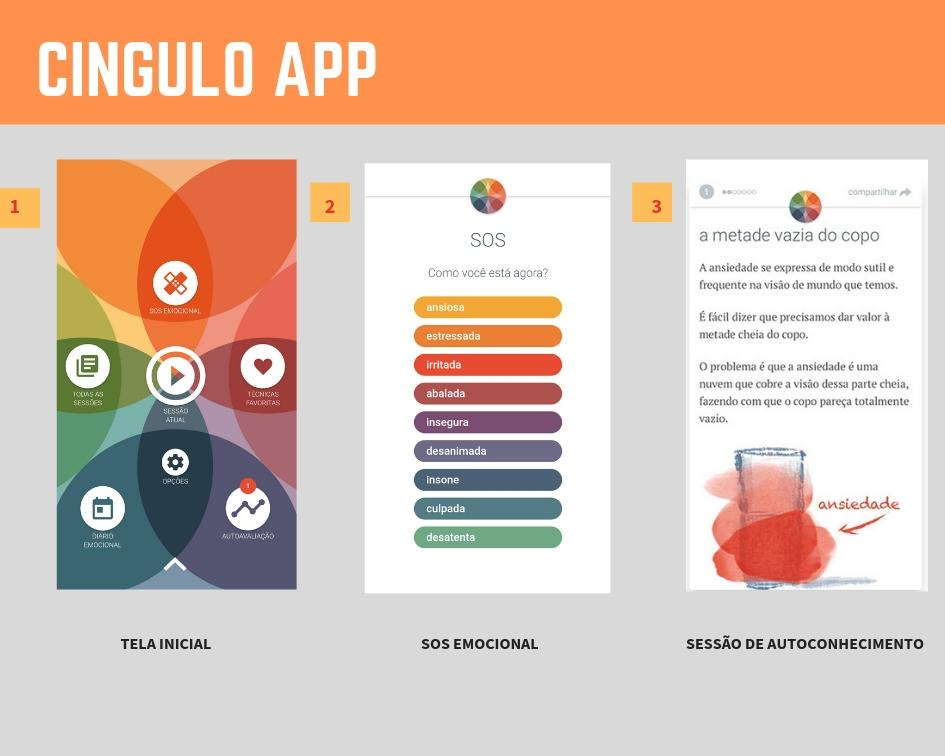 CINGULO APP
1
SOS EMOCIONAL
TODAS AS
SESSÕES
TÉCNICAS
FAVORITAS
SESSÃO
ATUAL
OPÇÕES
1
DIÁRIO
EMOCIONAL
AUTOAVALIAÇÃO
TELA INICIAL
2
SOS
Como você está agora?
ansiosa
estressada
irritada
abalada
insegura
desanimada
insone
culpada
desatenta
SOS EMOCIONAL
3
1
compartilhar
a metade vazia do copo
A ansiedade se expressa de modo sutil e
frequente na visão de mundo que temos.
É fácil dizer que precisamos dar valor à
metade cheia do copo.
O problema é que a ansiedade é uma
nuvem que cobre a visão dessa parte cheia,
fazendo com que o copo pareça totalmente
vazio.
ansiedade
SESSÃO DE AUTOCONHECIMENTO